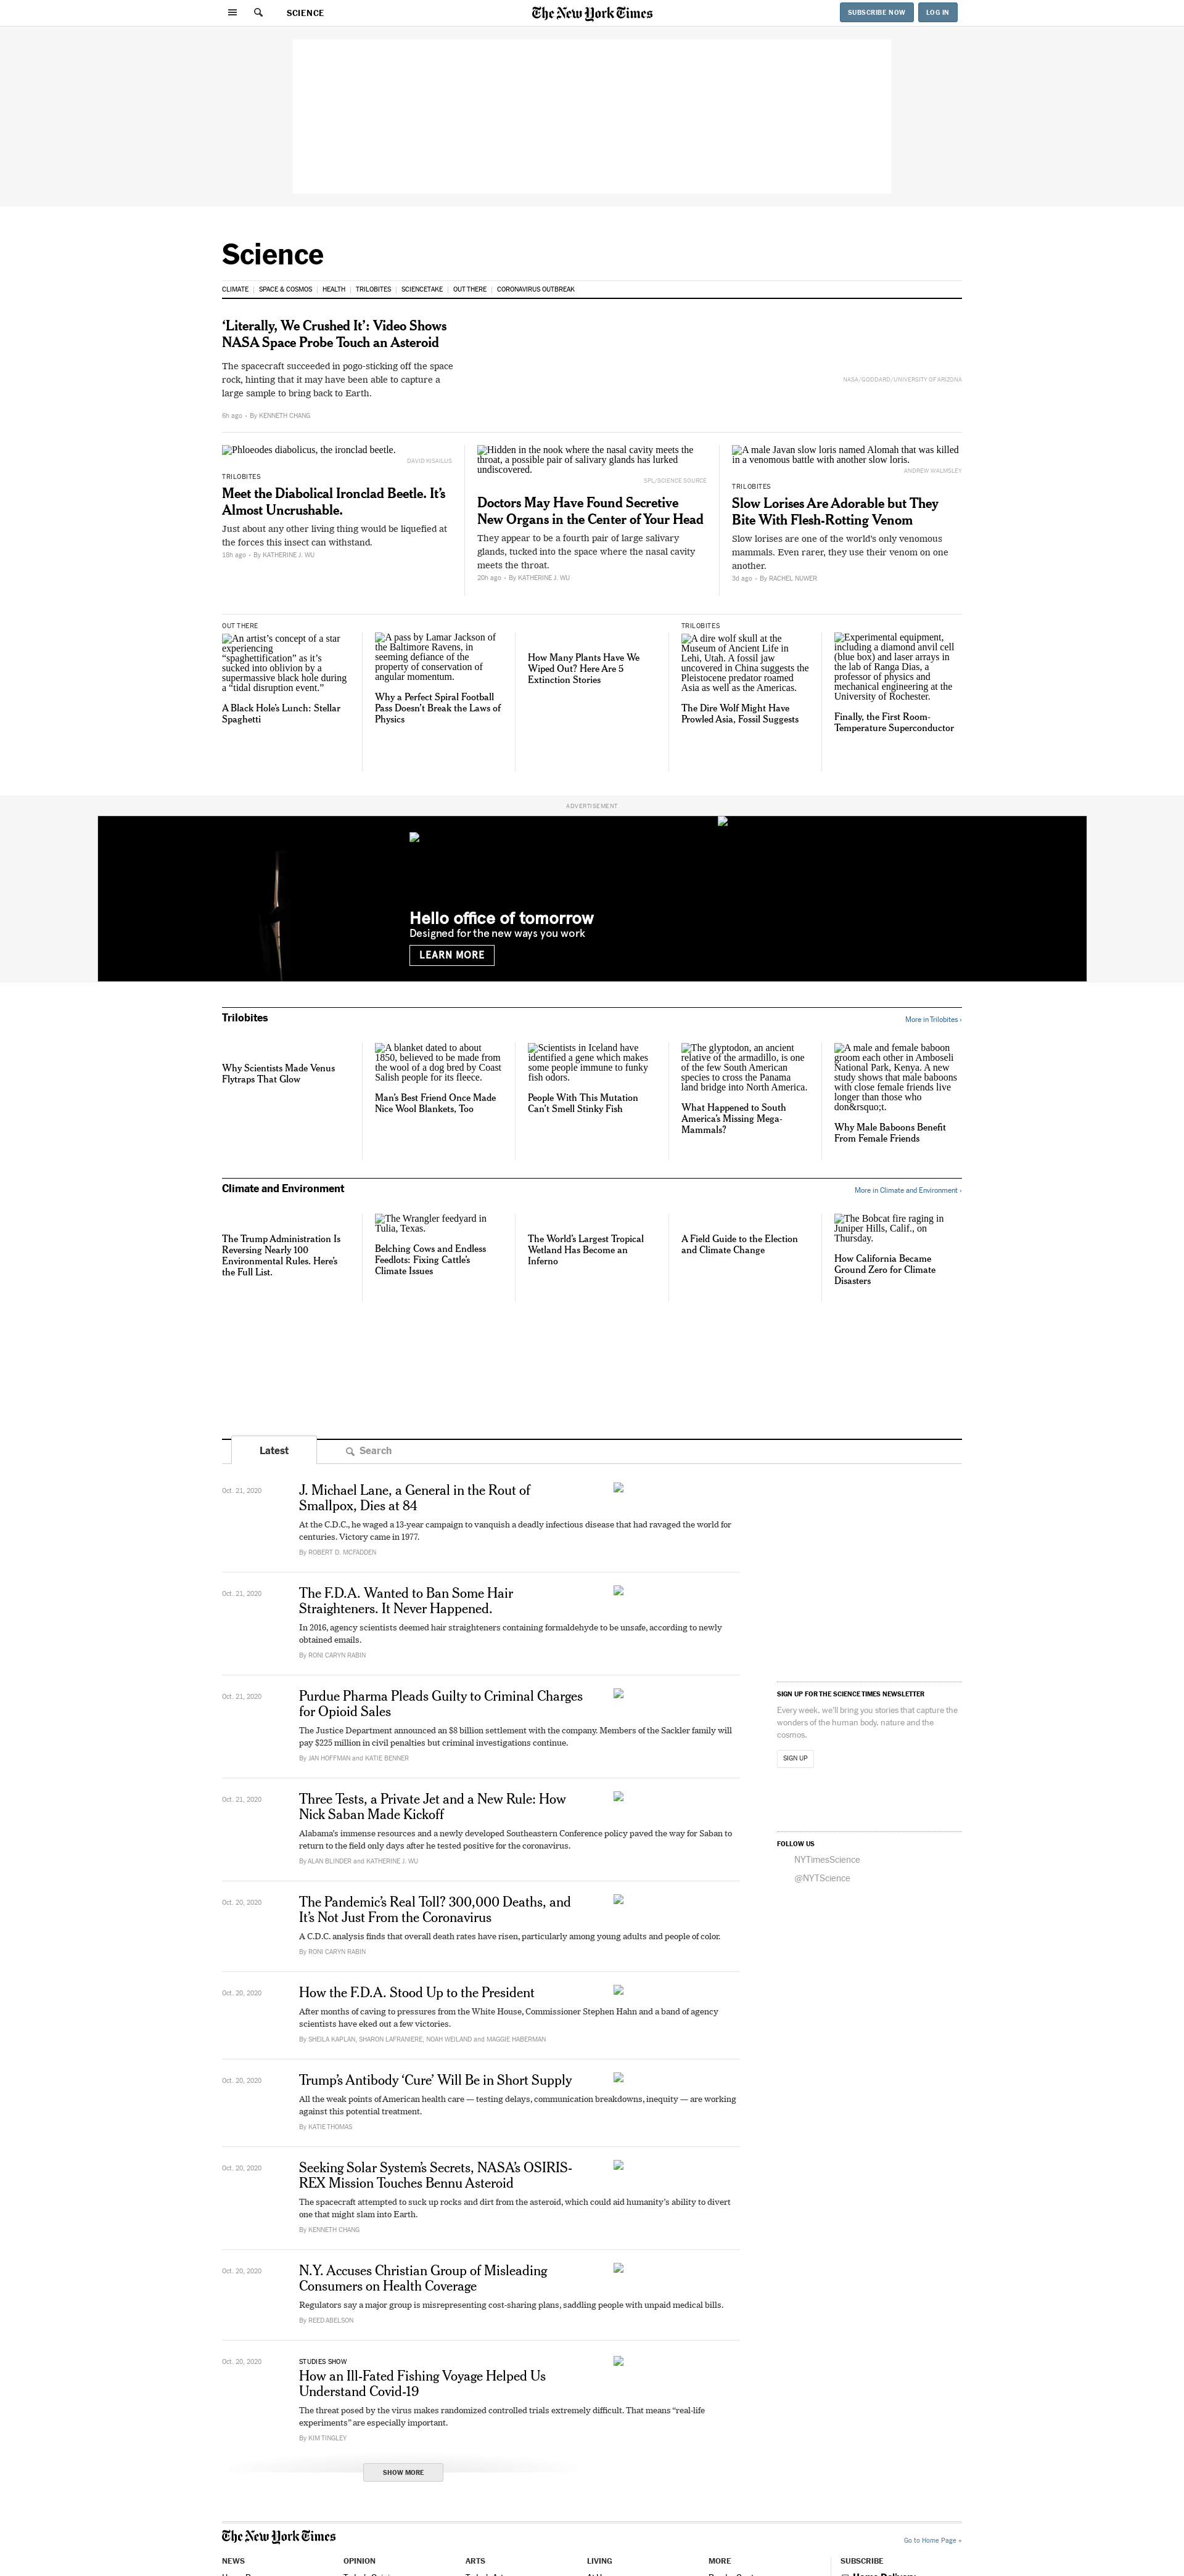 SCIENCE
The New York Times
SUBSCRIBE NOW
LOG IN
Science
CLIMATE | SPACE & COSMOS | HEALTH | TRILOBITES | SCIENCETAKE | OUT THERE | CORONAVIRUS OUTBREAK
‘Literally, We Crushed It’: Video Shows
NASA Space Probe Touch an Asteroid
The spacecraft succeeded in pogo-sticking off the space
rock, hinting that it may have been able to capture a
large sample to bring back to Earth.
6h ago • By KENNETH CHANG
NASA/GODDARD/UNIVERSITY OF ARIZONA
Phloeodes diabolicus, the ironclad beetle.
DAVID KISAILUS
TRILOBITES
Meet the Diabolical Ironclad Beetle. It’s
Almost Uncrushable.
Just about any other living thing would be liquefied at
the forces this insect can withstand.
18h ago • By KATHERINE J. WU
Hidden in the nook where the nasal cavity meets the
throat, a possible pair of salivary glands has lurked
undiscovered.
SPL/SCIENCE SOURCE
Doctors May Have Found Secretive
New Organs in the Center of Your Head
They appear to be a fourth pair of large salivary
glands, tucked into the space where the nasal cavity
meets the throat.
20h ago • By KATHERINE J. WU
A male Javan slow loris named Alomah that was killed
in a venomous battle with another slow loris.
ANDREW WALMSLEY
TRILOBITES
Slow Lorises Are Adorable but They
Bite With Flesh-Rotting Venom
Slow lorises are one of the world’s only venomous
mammals. Even rarer, they use their venom on one
another.
3d ago • By RACHEL NUWER
OUT THERE
An artist’s concept of a star
experiencing
“spaghettification” as it’s
sucked into oblivion by a
supermassive black hole during
a “tidal disruption event.”
A Black Hole’s Lunch: Stellar
Spaghetti
A pass by Lamar Jackson of
the Baltimore Ravens, in
seeming defiance of the
property of conservation of
angular momentum.
Why a Perfect Spiral Football
Pass Doesn’t Break the Laws of
Physics
How Many Plants Have We
Wiped Out? Here Are 5
Extinction Stories
TRILOBITES
A dire wolf skull at the
Museum of Ancient Life in
Lehi, Utah. A fossil jaw
uncovered in China suggests the
Pleistocene predator roamed
Asia as well as the Americas.
The Dire Wolf Might Have
Prowled Asia, Fossil Suggests
Experimental equipment,
including a diamond anvil cell
(blue box) and laser arrays in
the lab of Ranga Dias, a
professor of physics and
mechanical engineering at the
University of Rochester.
Finally, the First Room-
Temperature Superconductor
ADVERTISEMENT
Hello office of tomorrow
Designed for the new ways you work
LEARN MORE
Trilobites
More in Trilobites ›
Why Scientists Made Venus
Flytraps That Glow
A blanket dated to about
1850, believed to be made from
the wool of a dog bred by Coast
Salish people for its fleece.
Man’s Best Friend Once Made
Nice Wool Blankets, Too
Scientists in Iceland have
identified a gene which makes
some people immune to funky
fish odors.
People With This Mutation
Can’t Smell Stinky Fish
The glyptodon, an ancient
relative of the armadillo, is one
of the few South American
species to cross the Panama
land bridge into North America.
What Happened to South
America’s Missing Mega-
Mammals?
A male and female baboon
groom each other in Amboseli
National Park, Kenya. A new
study shows that male baboons
with close female friends live
longer than those who
don&rsquo;t.
Why Male Baboons Benefit
From Female Friends
Climate and Environment
More in Climate and Environment ›
The Trump Administration Is
Reversing Nearly 100
Environmental Rules. Here’s
the Full List.
The Wrangler feedyard in
Tulia, Texas.
Belching Cows and Endless
Feedlots: Fixing Cattle’s
Climate Issues
The World’s Largest Tropical
Wetland Has Become an
Inferno
A Field Guide to the Election
and Climate Change
The Bobcat fire raging in
Juniper Hills, Calif., on
Thursday.
How California Became
Ground Zero for Climate
Disasters
Latest
Search
Oct. 21, 2020
J. Michael Lane, a General in the Rout of
Smallpox, Dies at 84
At the C.D.C., he waged a 13-year campaign to vanquish a deadly infectious disease that had ravaged the world for
centuries. Victory came in 1977.
By ROBERT D. MCFADDEN
Oct. 21, 2020
The F.D.A. Wanted to Ban Some Hair
Straighteners. It Never Happened.
In 2016, agency scientists deemed hair straighteners containing formaldehyde to be unsafe, according to newly
obtained emails.
By RONI CARYN RABIN
Oct. 21, 2020
Purdue Pharma Pleads Guilty to Criminal Charges
for Opioid Sales
The Justice Department announced an $8 billion settlement with the company. Members of the Sackler family will
pay $225 million in civil penalties but criminal investigations continue.
By JAN HOFFMAN and KATIE BENNER
Oct. 21, 2020
Three Tests, a Private Jet and a New Rule: How
Nick Saban Made Kickoff
Alabama’s immense resources and a newly developed Southeastern Conference policy paved the way for Saban to
return to the field only days after he tested positive for the coronavirus.
By ALAN BLINDER and KATHERINE J. WU
Oct. 20, 2020
The Pandemic’s Real Toll? 300,000 Deaths, and
It’s Not Just From the Coronavirus
A C.D.C. analysis finds that overall death rates have risen, particularly among young adults and people of color.
By RONI CARYN RABIN
Oct. 20, 2020
How the F.D.A. Stood Up to the President
After months of caving to pressures from the White House, Commissioner Stephen Hahn and a band of agency
scientists have eked out a few victories.
By SHEILA KAPLAN, SHARON LAFRANIERE, NOAH WEILAND and MAGGIE HABERMAN
Oct. 20, 2020
Trump’s Antibody ‘Cure’ Will Be in Short Supply
All the weak points of American health care — testing delays, communication breakdowns, inequity — are working
against this potential treatment.
By KATIE THOMAS
Oct. 20, 2020
Seeking Solar System’s Secrets, NASA’s OSIRIS-
REX Mission Touches Bennu Asteroid
The spacecraft attempted to suck up rocks and dirt from the asteroid, which could aid humanity’s ability to divert
one that might slam into Earth.
By KENNETH CHANG
Oct. 20, 2020
N.Y. Accuses Christian Group of Misleading
Consumers on Health Coverage
Regulators say a major group is misrepresenting cost-sharing plans, saddling people with unpaid medical bills.
By REED ABELSON
Oct. 20, 2020
STUDIES SHOW
How an Ill-Fated Fishing Voyage Helped Us
Understand Covid-19
The threat posed by the virus makes randomized controlled trials extremely difficult. That means “real-life
experiments” are especially important.
By KIM TINGLEY
SHOW MORE
SIGN UP FOR THE SCIENCE TIMES NEWSLETTER
Every week, we’ll bring you stories that capture the
wonders of the human body, nature and the
cosmos.
SIGN UP
FOLLOW US
NYTimesScience
@NYTScience
The New York Times
Go to Home Page »
NEWS
OPINION
ARTS
LIVING
MORE
SUBSCRIBE